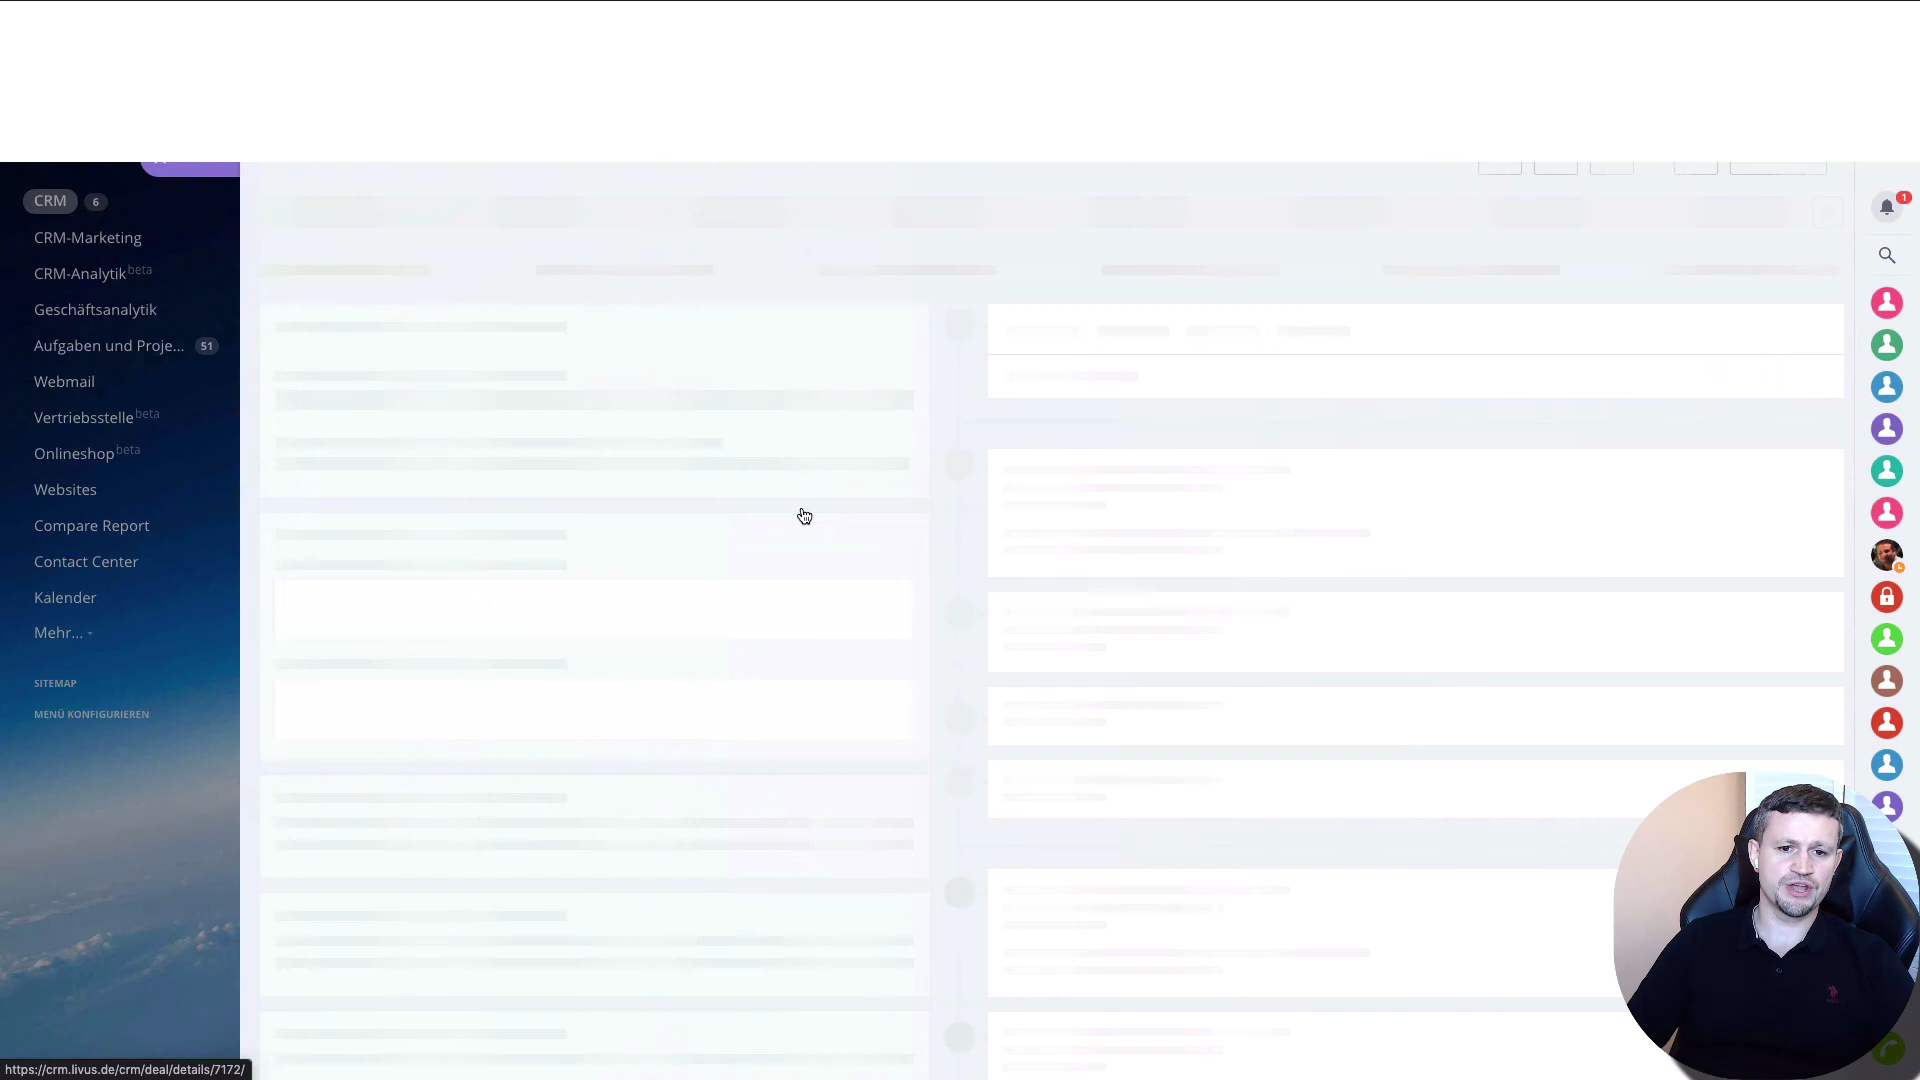 CRM 6
CRM-Marketing
CRM-Analytik beta
Geschäftsanalytik
Aufgaben und Proje... 51
Webmail
Vertriebsstelle beta
Onlineshop beta
Websites
Compare Report
Contact Center
Kalender
Mehr...
SITEMAP
MENÜ KONFIGURIEREN
1
https://crm.livus.de/crm/deal/details/7172/